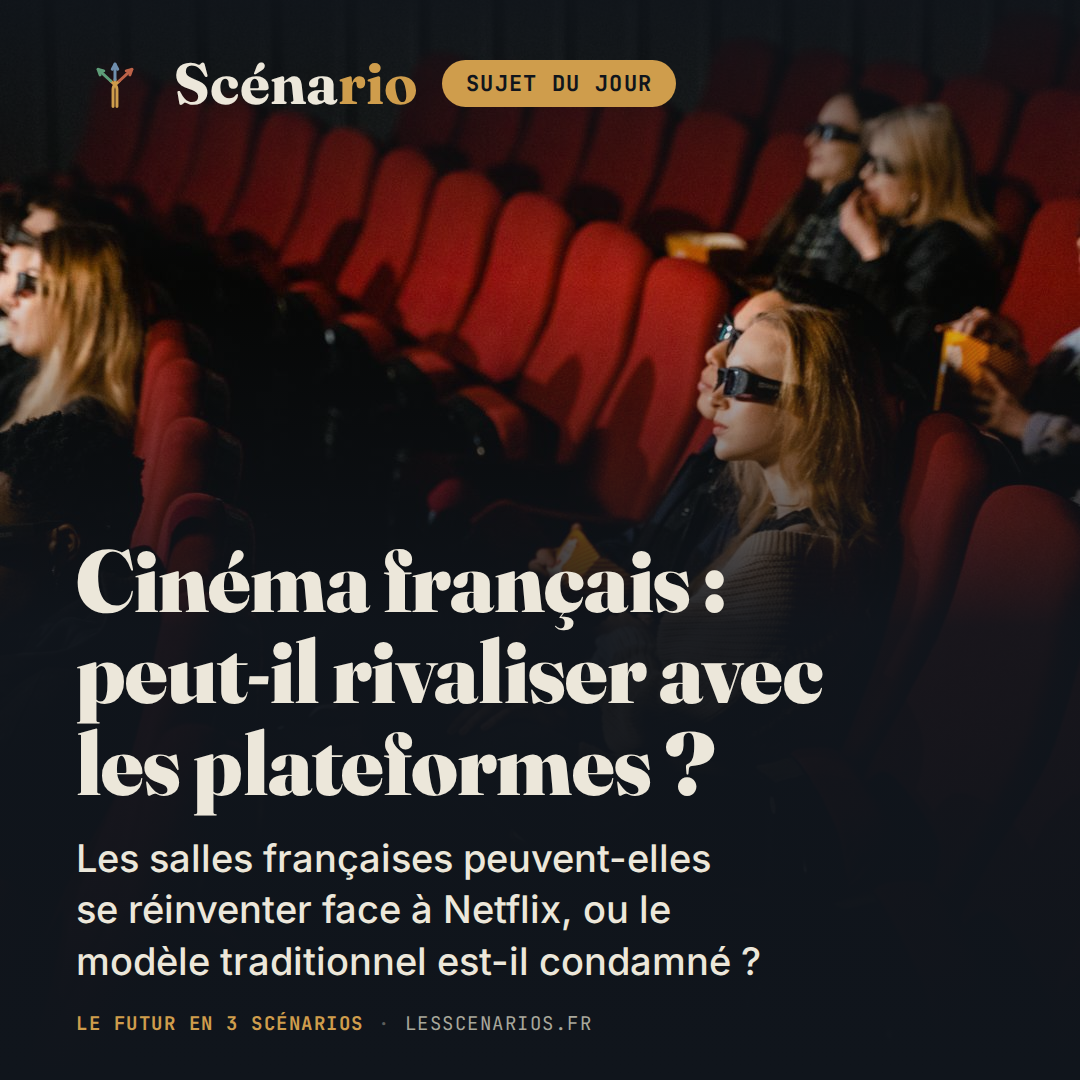 Scénario
SUJET DU JOUR
Cinéma français :
peut-il rivaliser avec
les plateformes ?
Les salles françaises peuvent-elles
se réinventer face à Netflix, ou le
modèle traditionnel est-il condamné ?
LE FUTUR EN 3 SCÉNARIOS · LESSCENARIOS.FR